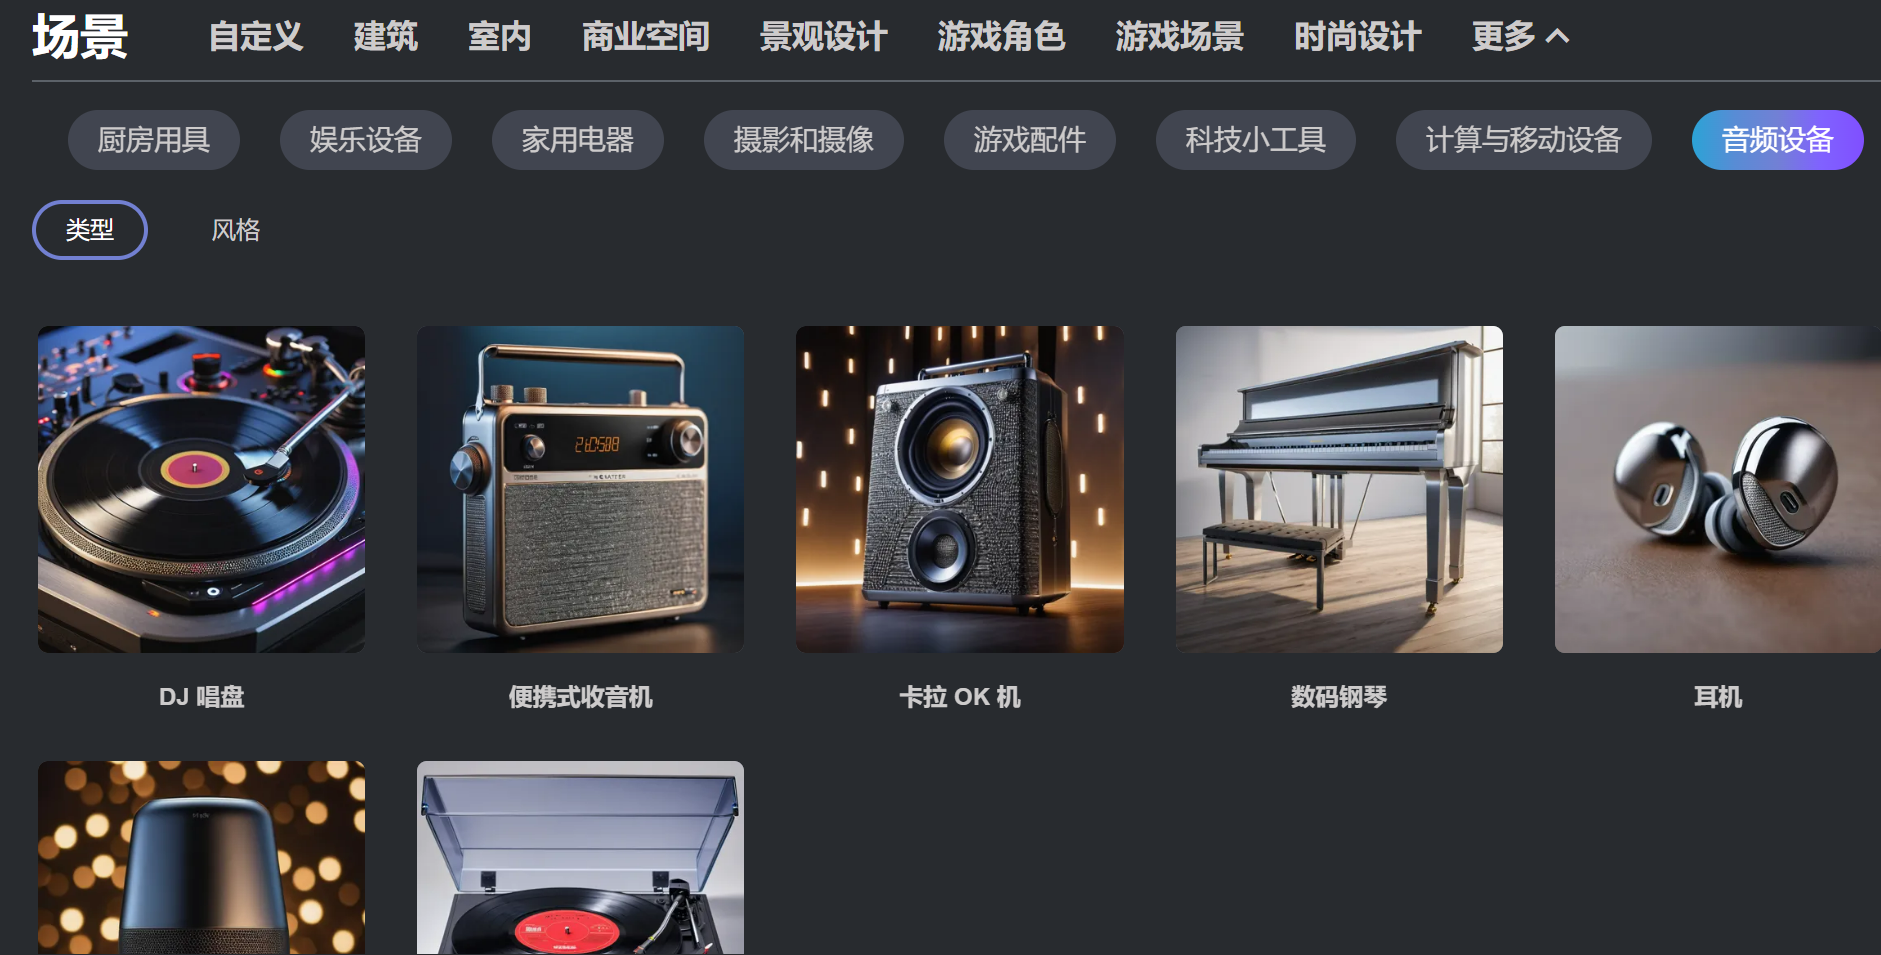 场景 自定义 建筑 室内 商业空间 景观设计 游戏角色 游戏场景 时尚设计 更多
厨房用具 娱乐设备 家用电器 摄影和摄像 游戏配件 科技小工具 计算与移动设备 音频设备
类型 风格
DJ 唱盘 便携式收音机 卡拉 OK 机 数码钢琴 耳机